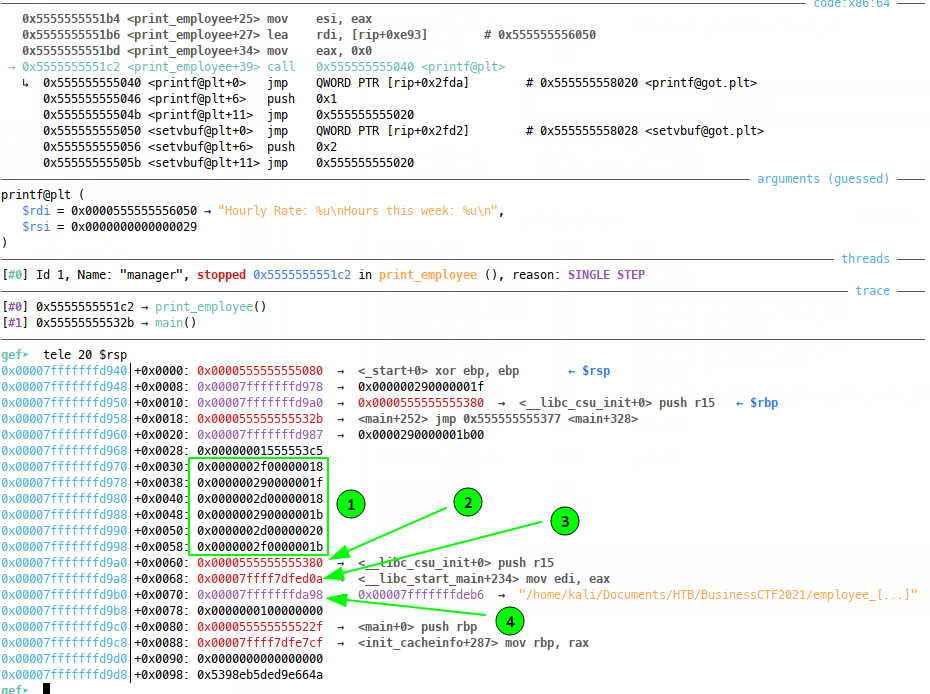 code:x86:64
0x5555555551b4 <print_employee+25> mov    esi, eax
0x5555555551b6 <print_employee+27> lea    rdi, [rip+0xe93]        # 0x555555556050
0x5555555551bd <print_employee+34> mov    eax, 0x0
→ 0x5555555551c2 <print_employee+39> call   0x555555555040 <printf@plt>
↳  0x555555555040 <printf@plt+0>   jmp    QWORD PTR [rip+0x2fda]        # 0x555555558020 <printf@got.plt>
0x555555555046 <printf@plt+6>   push   0x1
0x55555555504b <printf@plt+11>  jmp    0x555555555020
0x555555555050 <setvbuf@plt+0>  jmp    QWORD PTR [rip+0x2fd2]        # 0x555555558028 <setvbuf@got.plt>
0x555555555056 <setvbuf@plt+6>  push   0x2
0x55555555505b <setvbuf@plt+11> jmp    0x555555555020
arguments (guessed)
printf@plt (
$rdi = 0x0000555555556050 → "Hourly Rate: %u\nHours this week: %u\n",
$rsi = 0x0000000000000029
)
threads
[#0] Id 1, Name: "manager", stopped 0x5555555551c2 in print_employee (), reason: SINGLE STEP
trace
[#0] 0x5555555551c2 → print_employee()
[#1] 0x55555555532b → main()
gef➤  tele 20 $rsp
0x00007fffffffd940│+0x0000: 0x0000555555555080  →  <_start+0> xor ebp, ebp      ← $rsp
0x00007fffffffd948│+0x0008: 0x00007fffffffd978  →  0x000000290000001f
0x00007fffffffd950│+0x0010: 0x00007fffffffd9a0  →  0x0000555555555380  →  <__libc_csu_init+0> push r15   ← $rbp
0x00007fffffffd958│+0x0018: 0x000055555555532b  →  <main+252> jmp 0x555555555377 <main+328>
0x00007fffffffd960│+0x0020: 0x00007fffffffd987  →  0x0000290000001b00
0x00007fffffffd968│+0x0028: 0x00000001555553c5
0x00007fffffffd970│+0x0030: 0x0000002f00000018
0x00007fffffffd978│+0x0038: 0x000000290000001f
0x00007fffffffd980│+0x0040: 0x0000002d00000018
0x00007fffffffd988│+0x0048: 0x000000290000001b
0x00007fffffffd990│+0x0050: 0x0000002d00000020
0x00007fffffffd998│+0x0058: 0x0000002f0000001b
1
2
3
0x00007fffffffd9a0│+0x0060: 0x0000555555555380  →  <__libc_csu_init+0> push r15
0x00007fffffffd9a8│+0x0068: 0x00007ffff7dfed0a  →  <__libc_start_main+234> mov edi, eax
0x00007fffffffd9b0│+0x0070: 0x00007fffffffda98  →  0x00007fffffffdeb6  →  "/home/kali/Documents/HTB/BusinessCTF2021/employee_[...]"
0x00007fffffffd9b8│+0x0078: 0x0000000100000000
4
0x00007fffffffd9c0│+0x0080: 0x000055555555522f  →  <main+0> push rbp
0x00007fffffffd9c8│+0x0088: 0x00007ffff7dfe7cf  →  <init_cacheinfo+287> mov rbp, rax
0x00007fffffffd9d0│+0x0090: 0x0000000000000000
0x00007fffffffd9d8│+0x0098: 0x5398eb5ded9e664a
gef➤